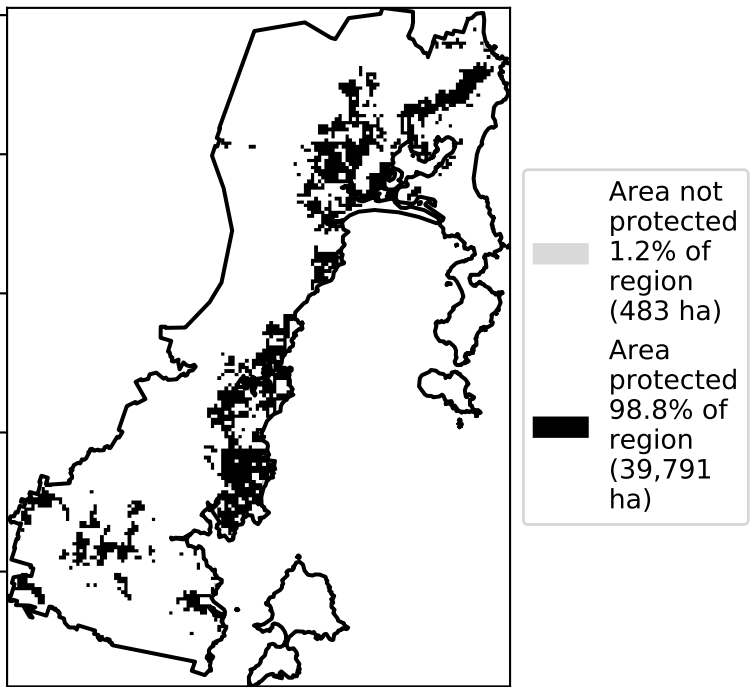 Area not
protected
1.2% of
region
(483 ha)
Area
protected
98.8% of
region
(39,791
ha)